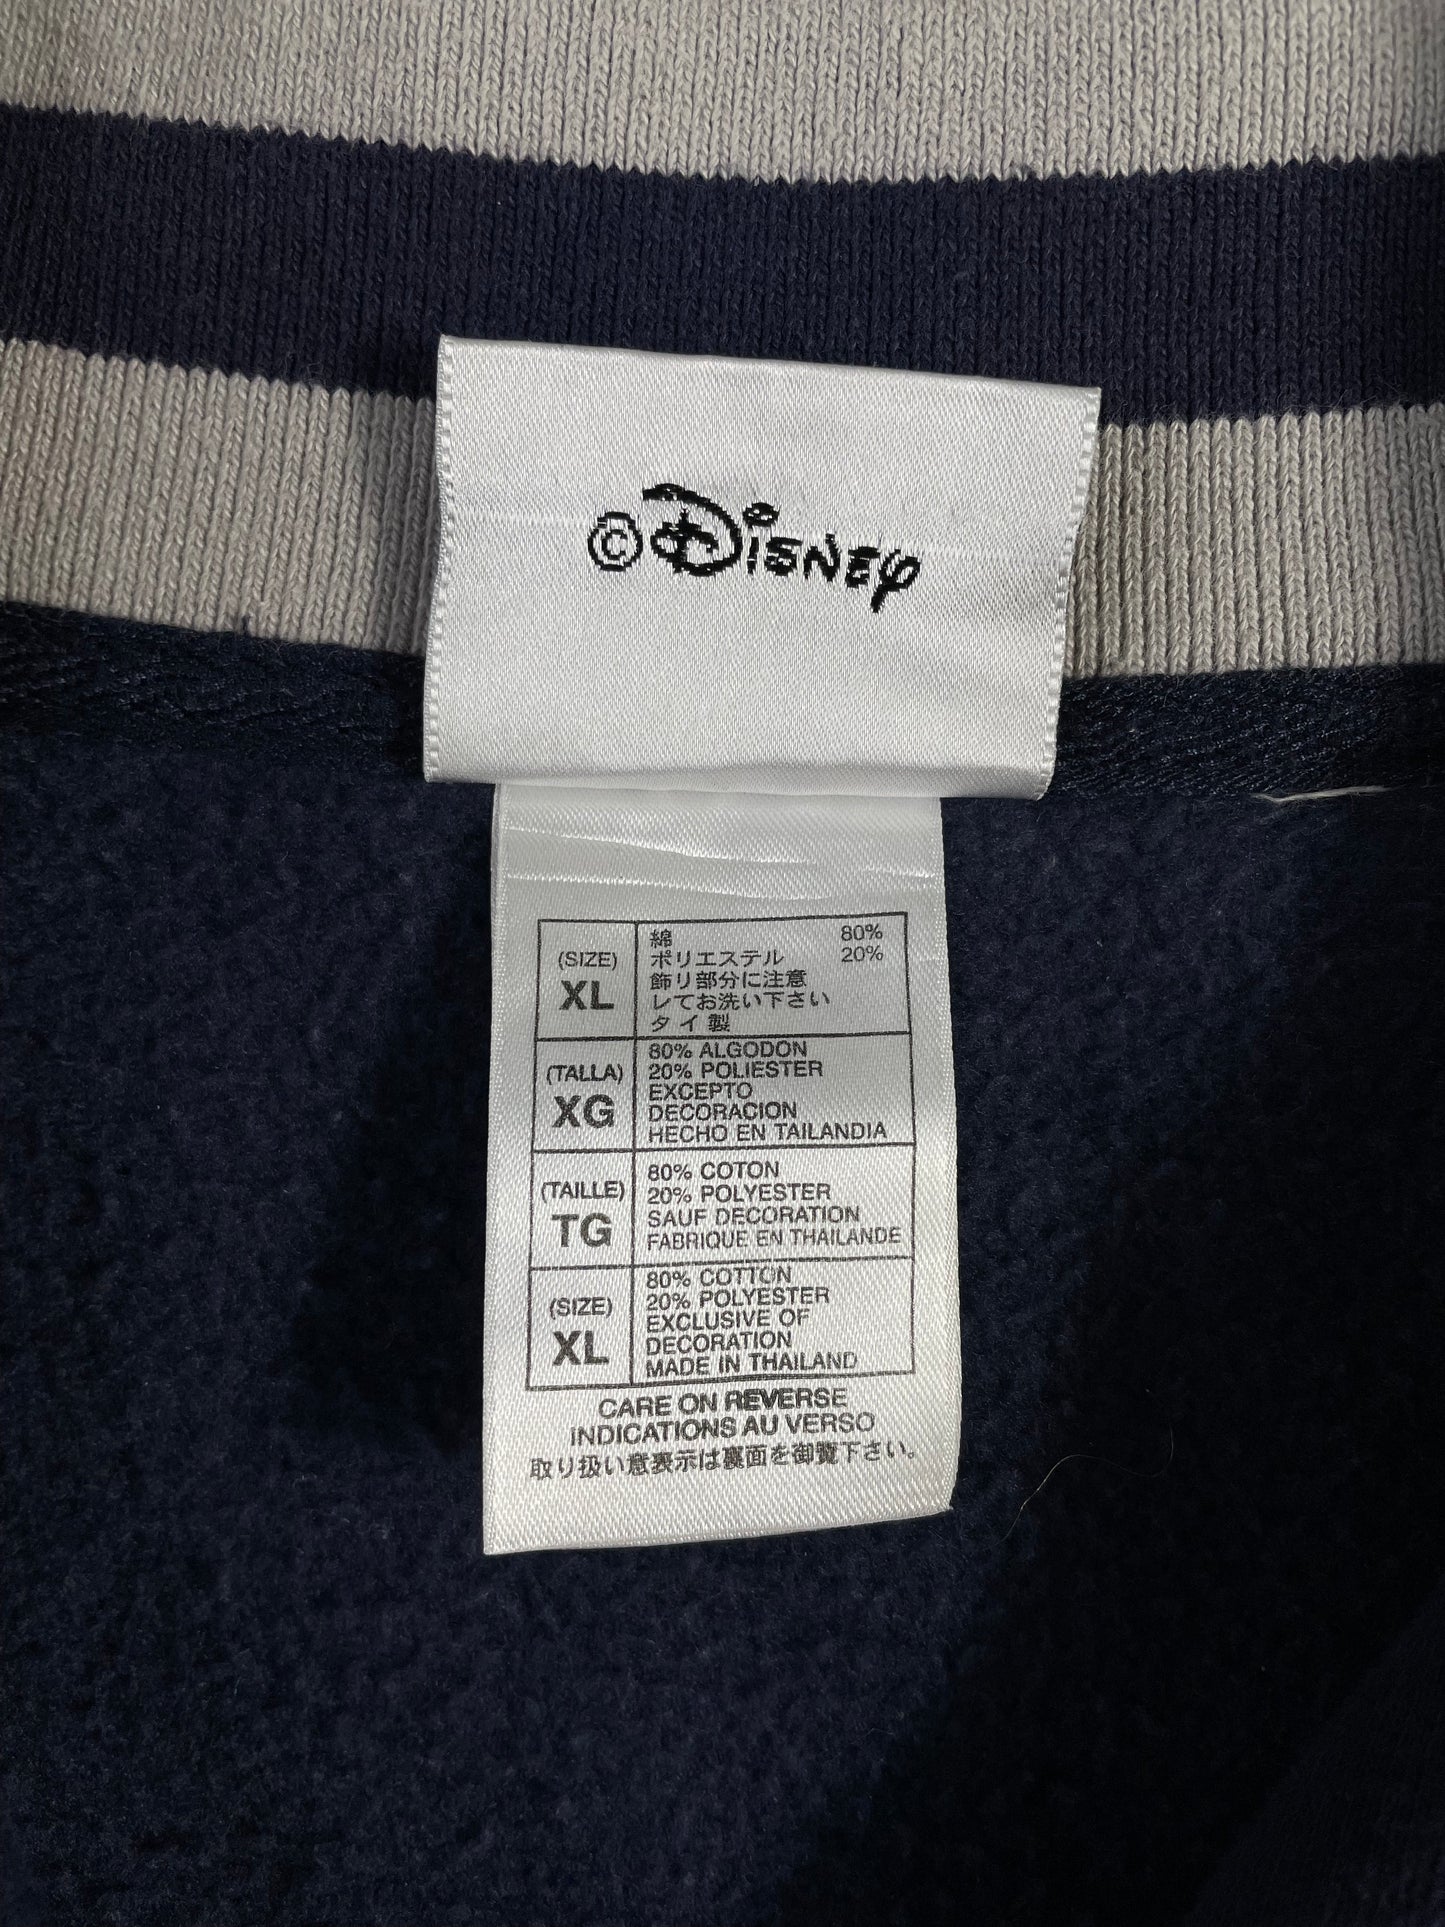 © Disney
(SIZE)
XL
綿 80%
ポリエステル 20%
飾り部分に注意
レてお洗い下さい
タイ製
(TALLA)
XG
80% ALGODON
20% POLIESTER
EXCEPTO
DECORACION
HECHO EN TAILANDIA
(TAILLE)
TG
80% COTON
20% POLYESTER
SAUF DECORATION
FABRIQUE EN THAILANDE
(SIZE)
XL
80% COTTON
20% POLYESTER
EXCLUSIVE OF
DECORATION
MADE IN THAILAND
CARE ON REVERSE
INDICATIONS AU VERSO
取り扱い意表示は裏面を御覧下さい。